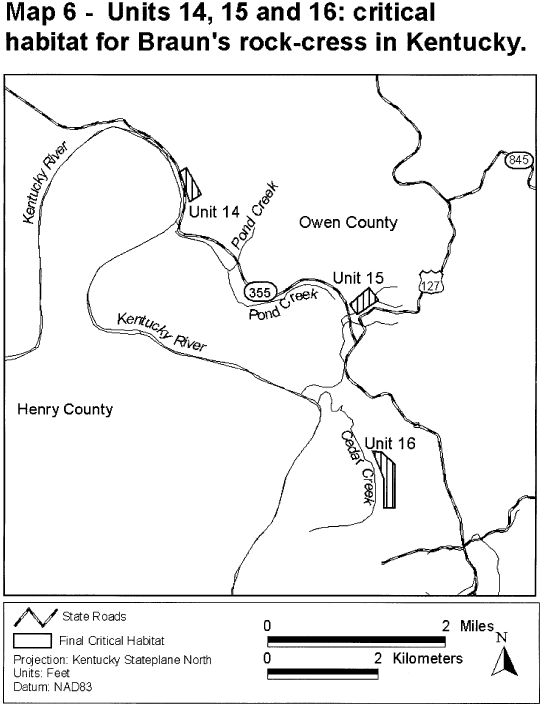 Map 6 - Units 14, 15 and 16: critical
habitat for Braun's rock-cress in Kentucky.
845
Kentucky River
Unit 14
Pond Creek
Owen County
Unit 15
127
355
Pond Creek
Kentucky River
Henry County
Unit 16
Cedar Creek
State Roads
Final Critical Habitat
Projection: Kentucky Stateplane North
Units: Feet
Datum: NAD83
0 2 Miles
0 2 Kilometers
N